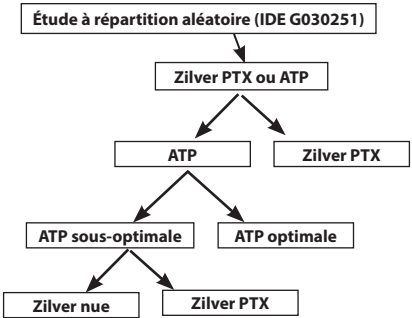 Étude à répartition aléatoire (IDE G030251)
Zilver PTX ou ATP
ATP
Zilver PTX
ATP sous-optimale
ATP optimale
Zilver nue
Zilver PTX